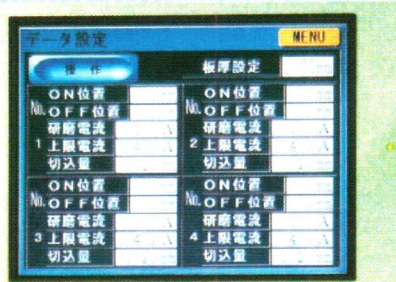 データ設定 MENU
操作 板厚設定
No.1 ON位置
OFF位置
研磨電流 A
上限電流 A
切込量
No.2 ON位置
OFF位置
研磨電流 A
上限電流 A
切込量
No.3 ON位置
OFF位置
研磨電流 A
上限電流 A
切込量
No.4 ON位置
OFF位置
研磨電流 A
上限電流 A
切込量